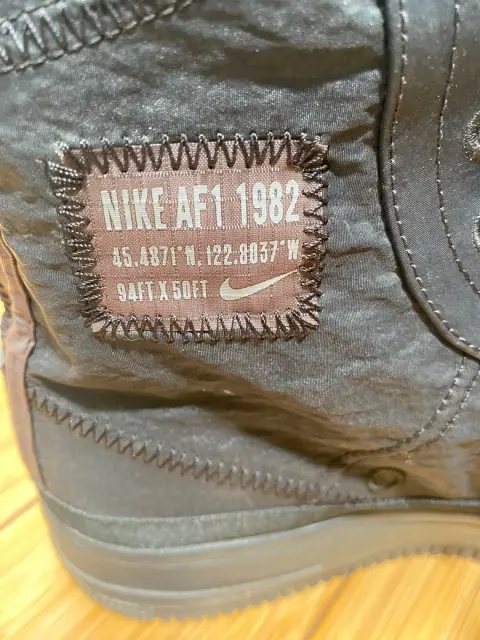 NIKE AF1 1982
45.4871°N, 122.8037°W
94FT X 50FT